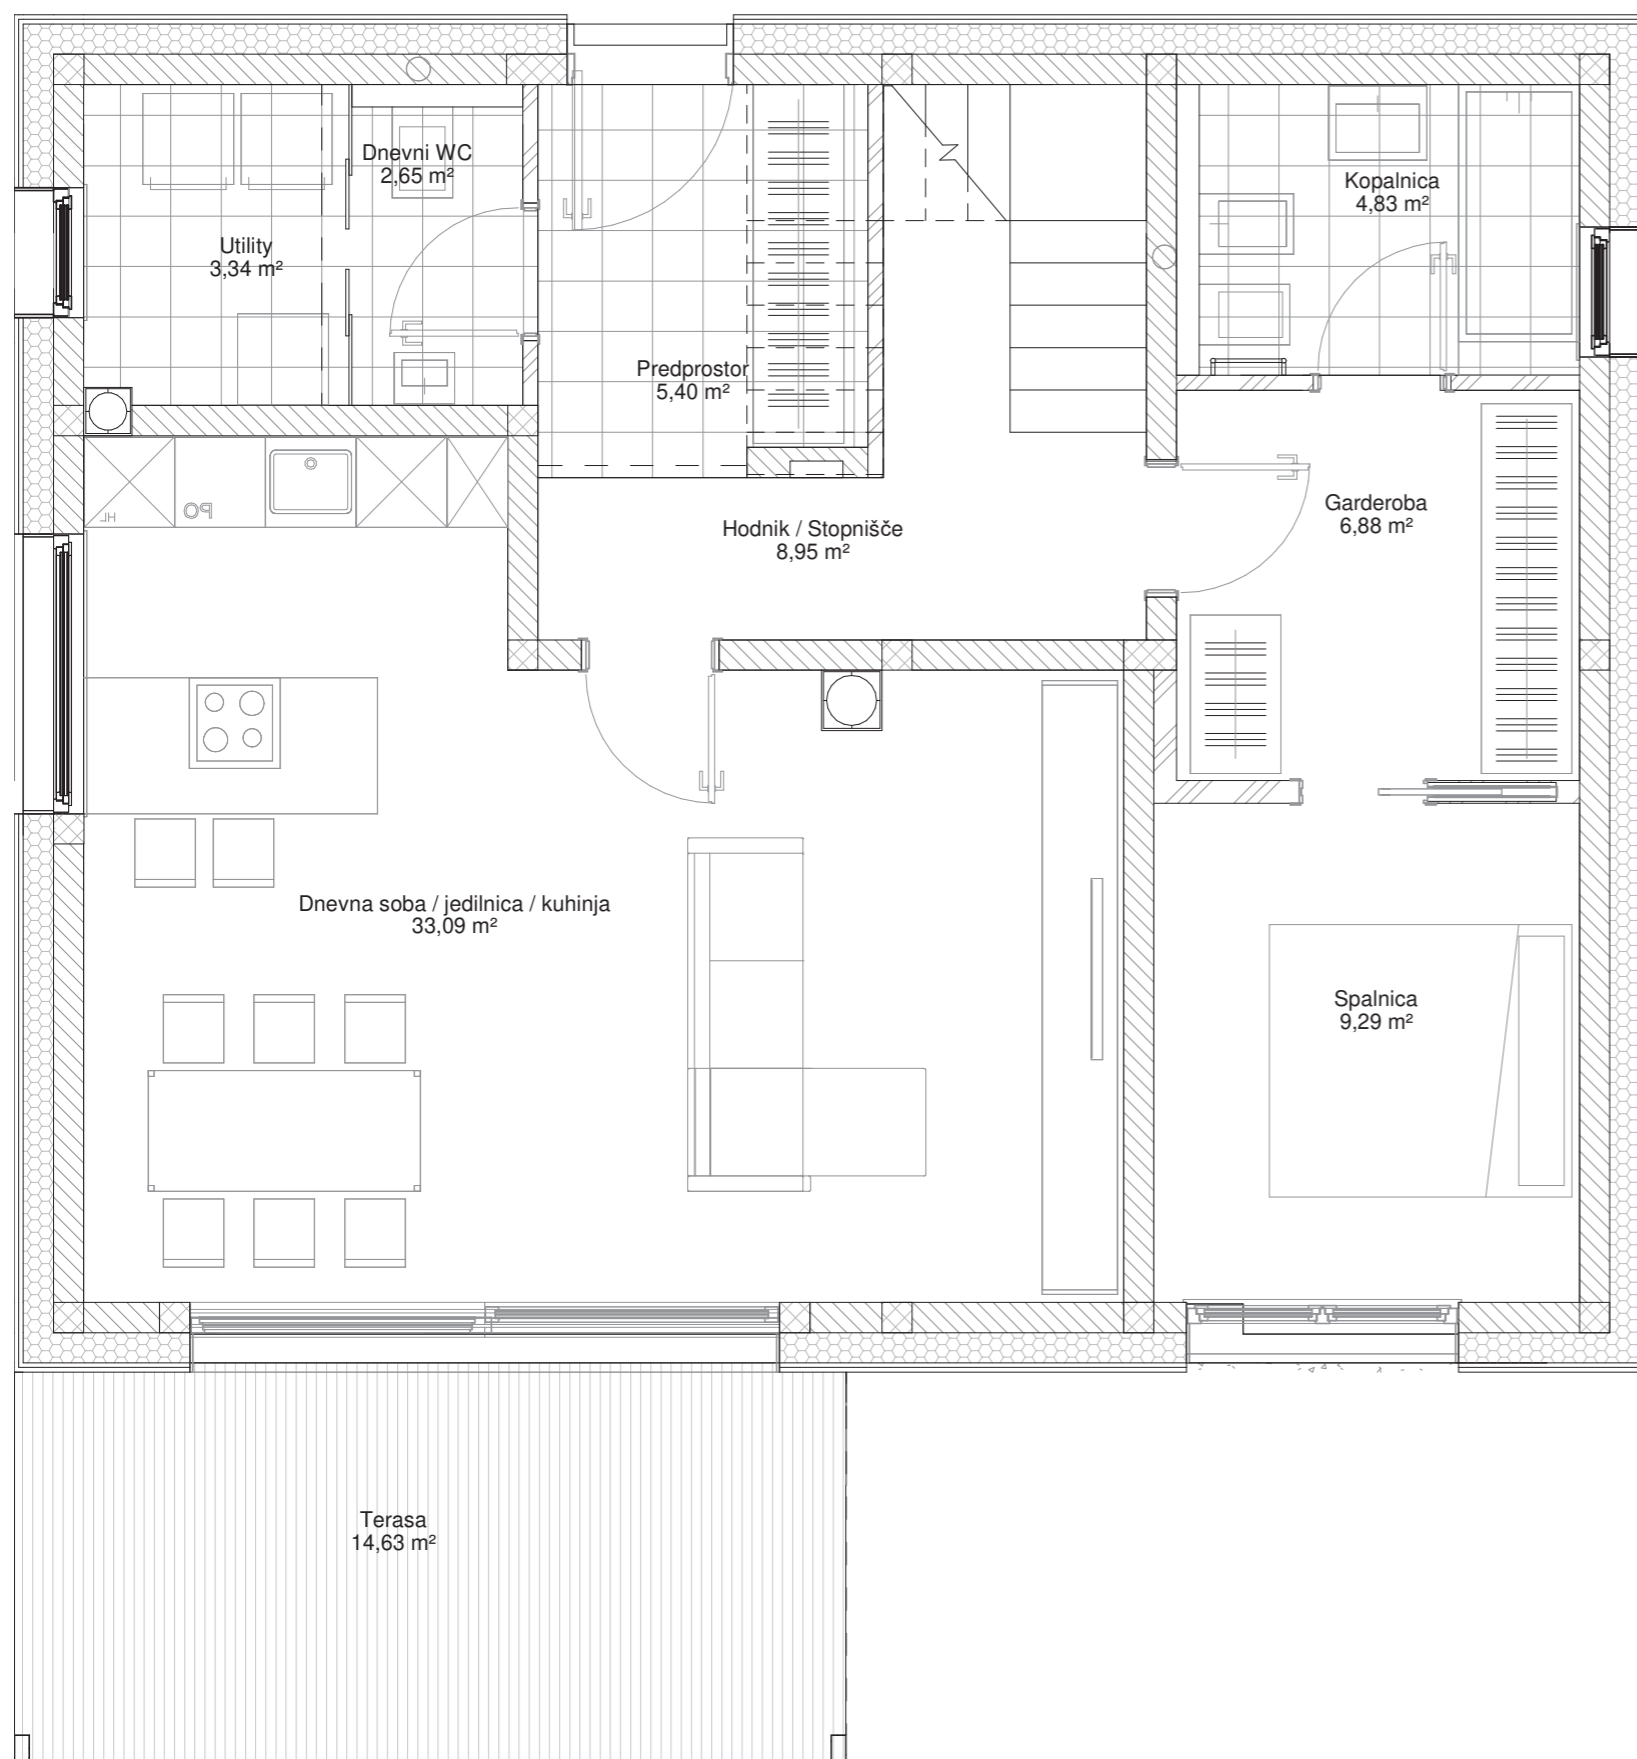 Dnevni WC
2,65 m²
Kopalnica
4,83 m²
Utility
3,34 m²
Predprostor
5,40 m²
Garderoba
6,88 m²
Hodnik / Stopnišče
8,95 m²
HL
PO
Dnevna soba / jedilnica / kuhinja
33,09 m²
Spalnica
9,29 m²
Terasa
14,63 m²